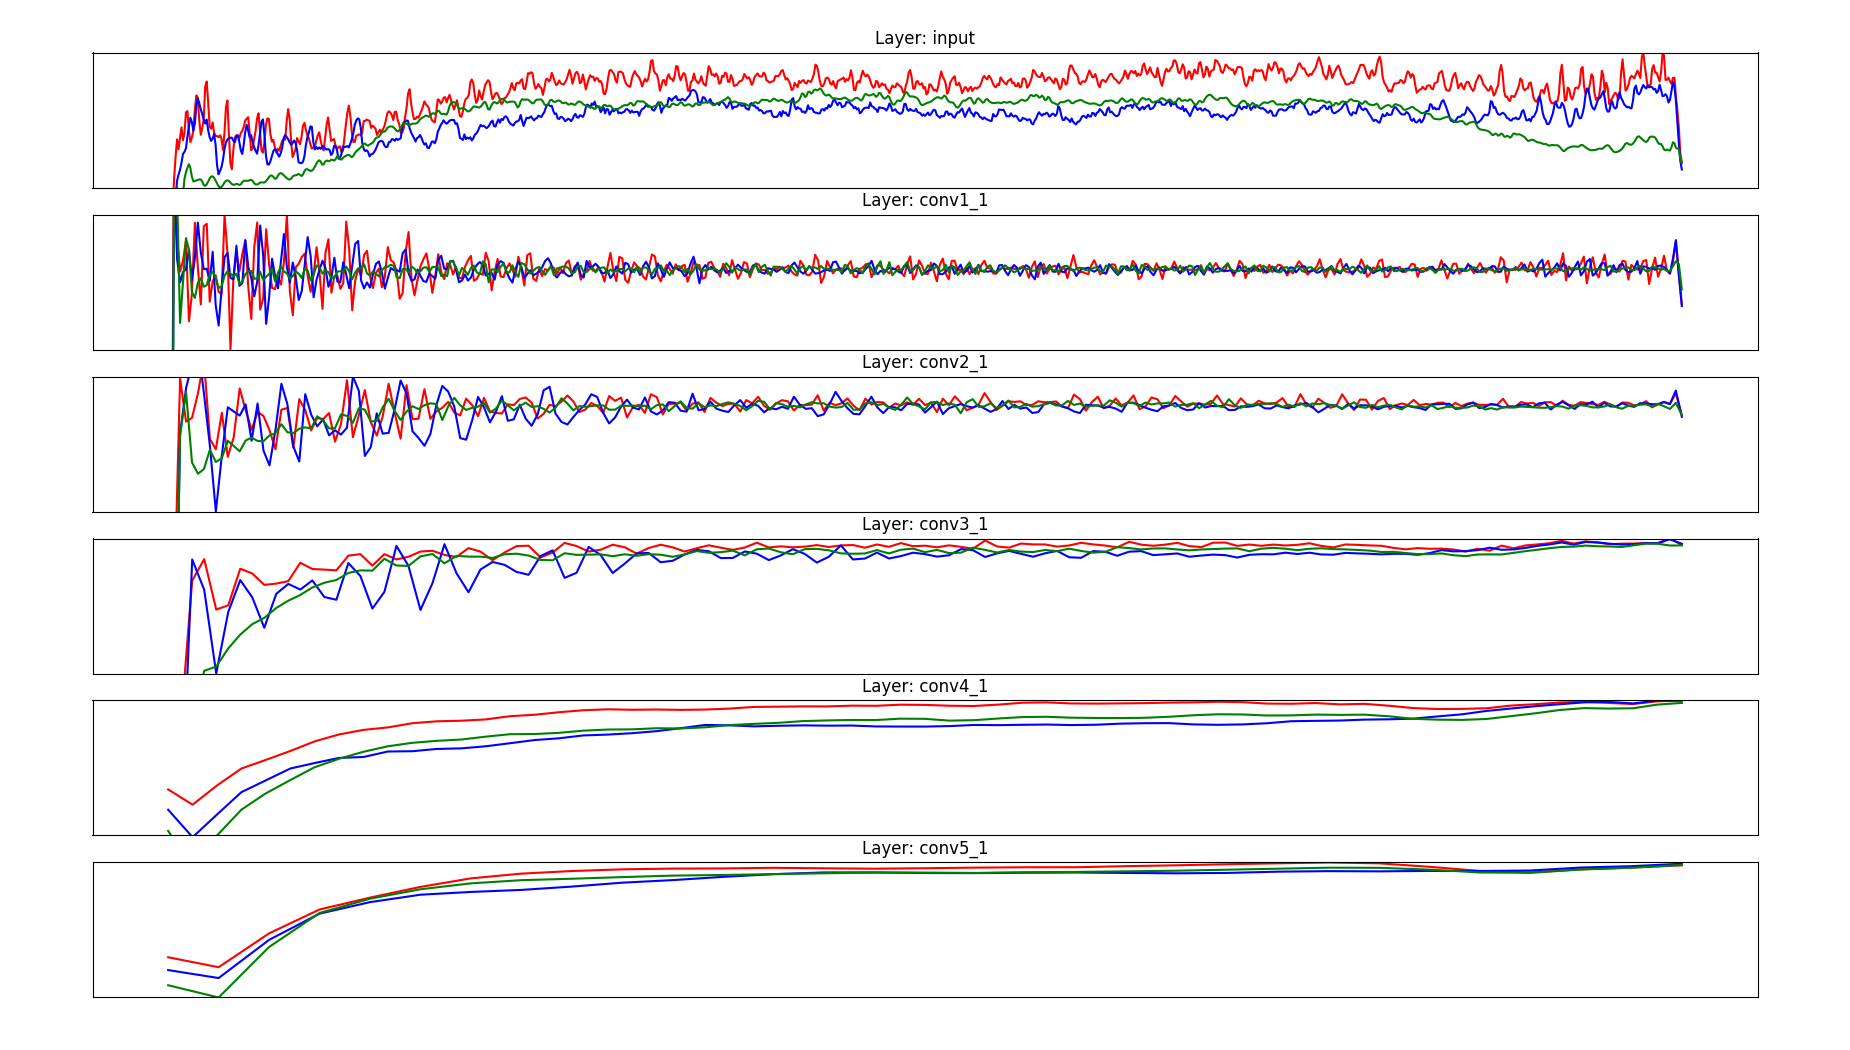 Layer: input
Layer: conv1_1
Layer: conv2_1
Layer: conv3_1
Layer: conv4_1
Layer: conv5_1